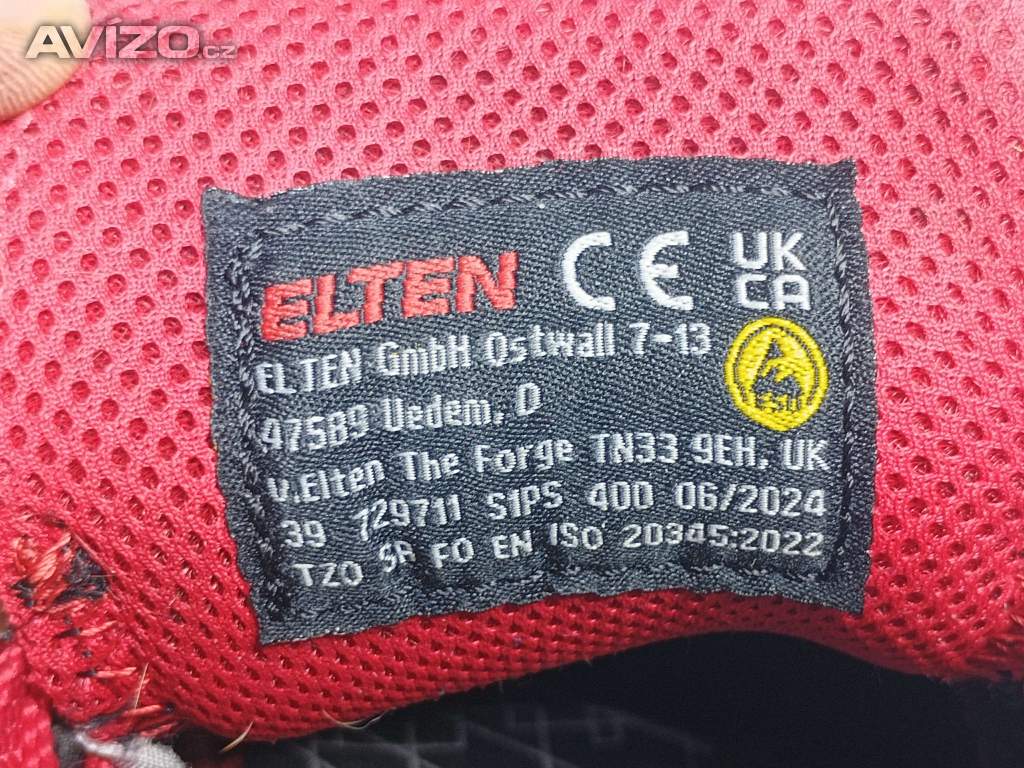 AVÍZO.cz
ELTEN CE UK CA
ELTEN GmbH Ostwall 7-13
47589 Uedem, D
V.Elten The Forge TN33 9EH, UK
39 729711 S1PS 400 06/2024
TZO SR FO EN ISO 20345:2022